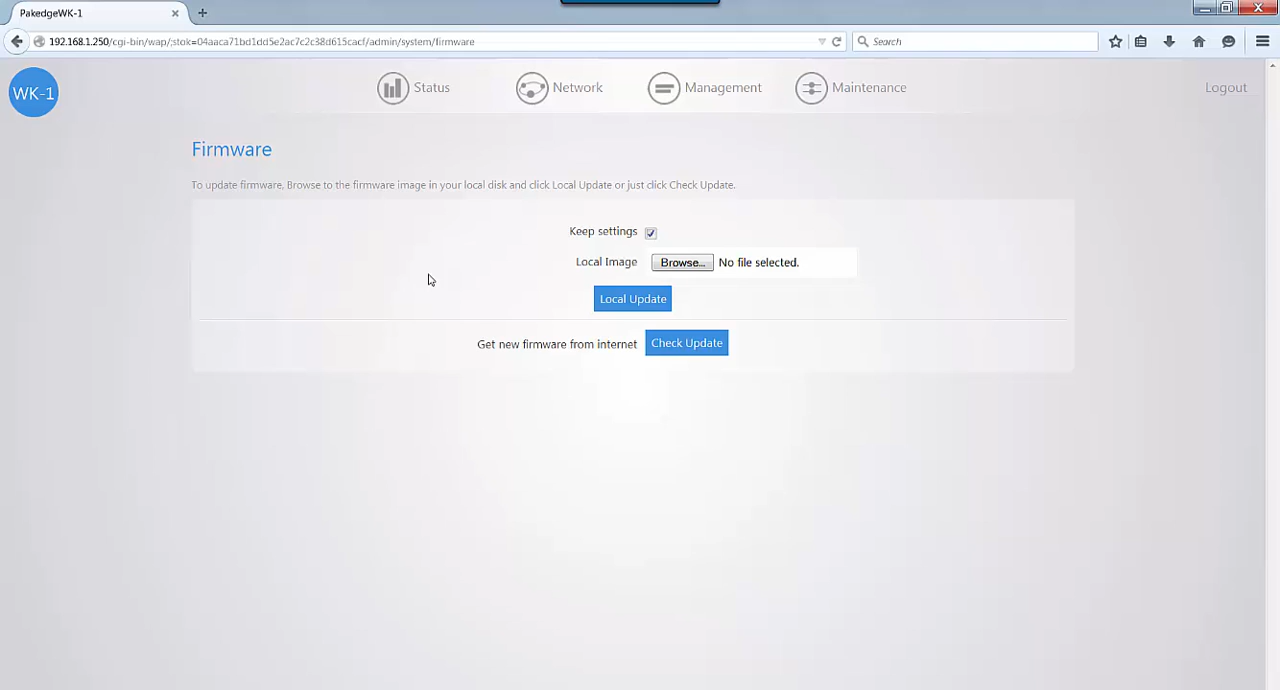 PakedgeWK-1
192.168.1.250/cgi-bin/wap/;stok=04aaca71bd1dd5e2ac7c2c38d615cacf/admin/system/firmware
Search
WK-1
Status
Network
Management
Maintenance
Logout
Firmware
To update firmware, Browse to the firmware image in your local disk and click Local Update or just click Check Update.
Keep settings
Local Image Browse... No file selected.
Local Update
Get new firmware from internet Check Update